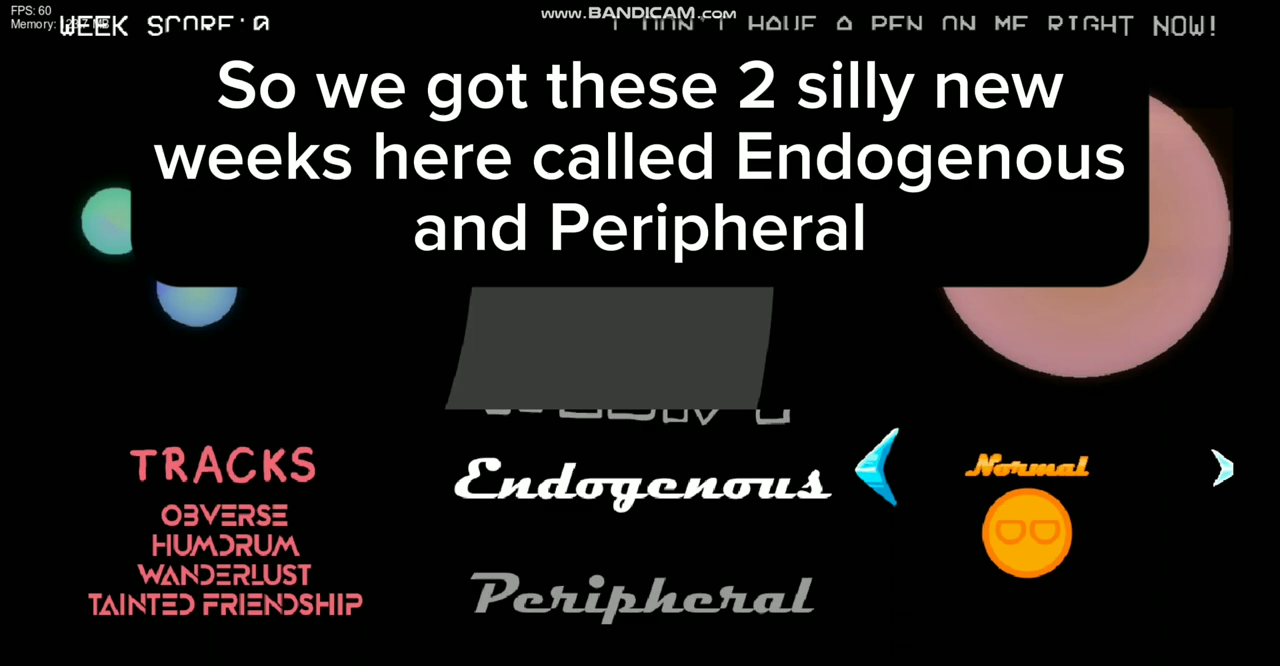 FPS: 60
Memory:
www.BANDICAM.com
WEEK SCORE:0
I DON'T HAVE A PEN ON ME RIGHT NOW!
So we got these 2 silly new
weeks here called Endogenous
and Peripheral
TRACKS
OBVERSE
HUMDRUM
WANDERLUST
TAINTED FRIENDSHIP
Endogenous
Peripheral
Normal